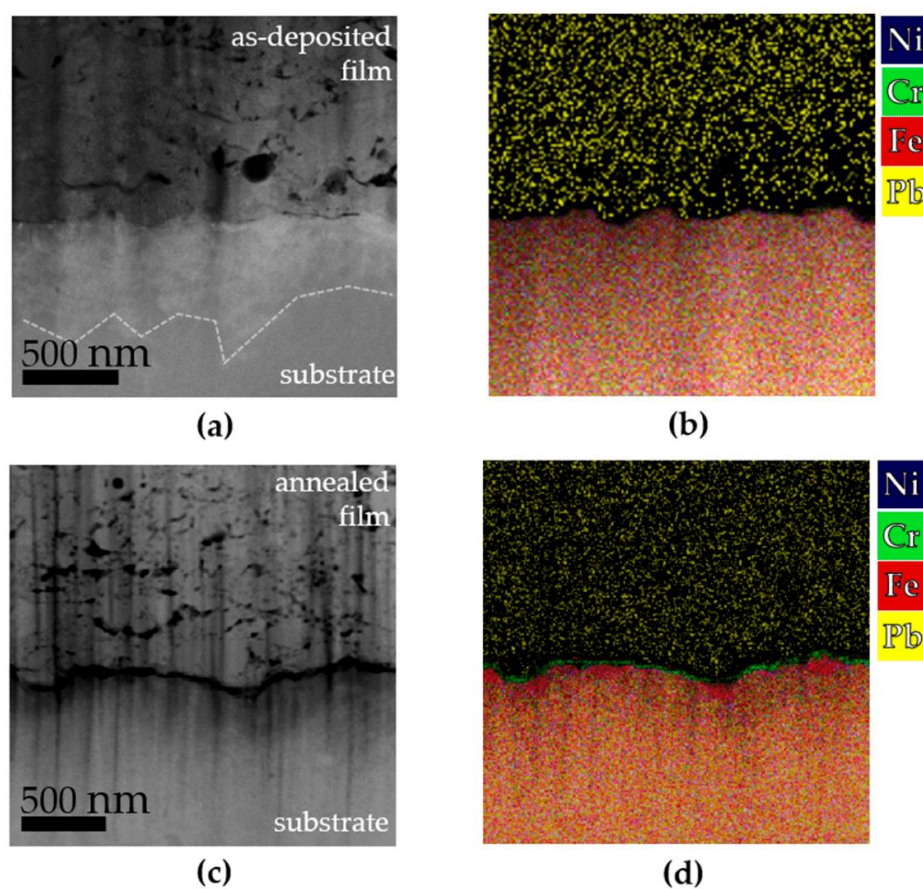 as-deposited
film
500 nm
substrate
(a)
Ni
Cr
Fe
Pb
(b)
annealed
film
500 nm
substrate
(c)
Ni
Cr
Fe
Pb
(d)